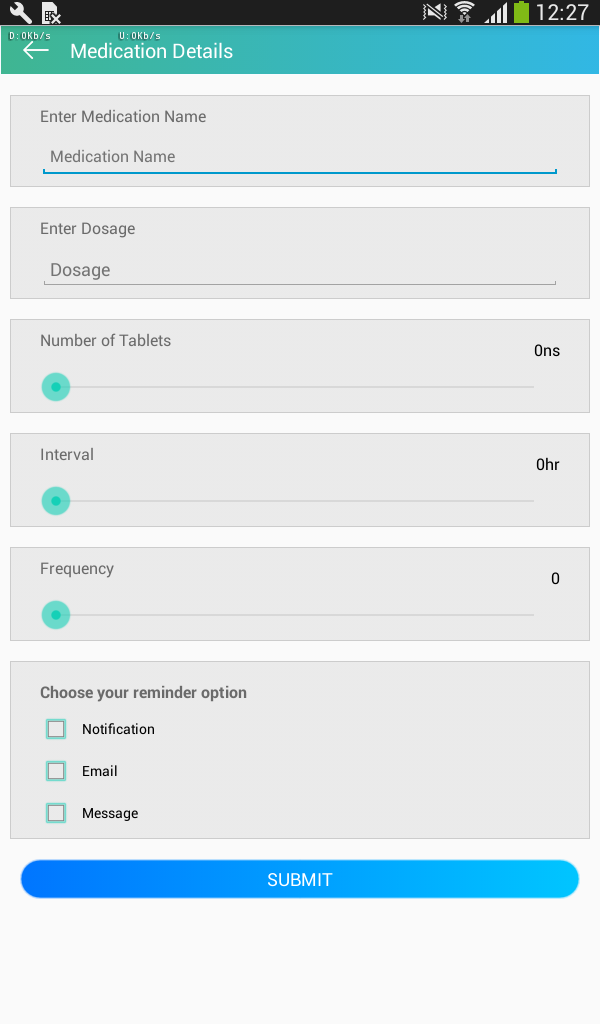 12:27
D:0Kb/s U:0Kb/s
Medication Details
Enter Medication Name
Medication Name
Enter Dosage
Dosage
Number of Tablets
0ns
Interval
0hr
Frequency
0
Choose your reminder option
Notification
Email
Message
SUBMIT